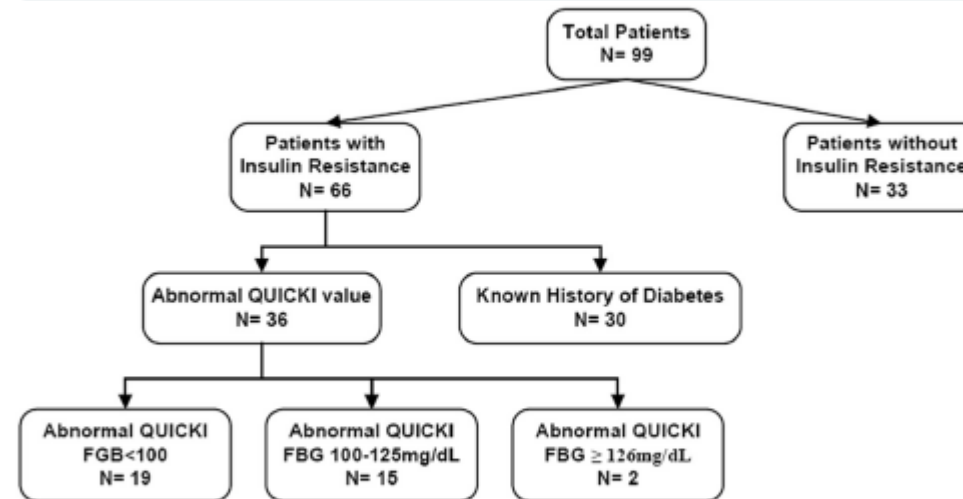 Total Patients
N= 99
Patients with
Insulin Resistance
N= 66
Patients without
Insulin Resistance
N= 33
Abnormal QUICKI value
N= 36
Known History of Diabetes
N= 30
Abnormal QUICKI
FGB<100
N= 19
Abnormal QUICKI
FBG 100-125mg/dL
N= 15
Abnormal QUICKI
FBG ≥ 126mg/dL
N= 2